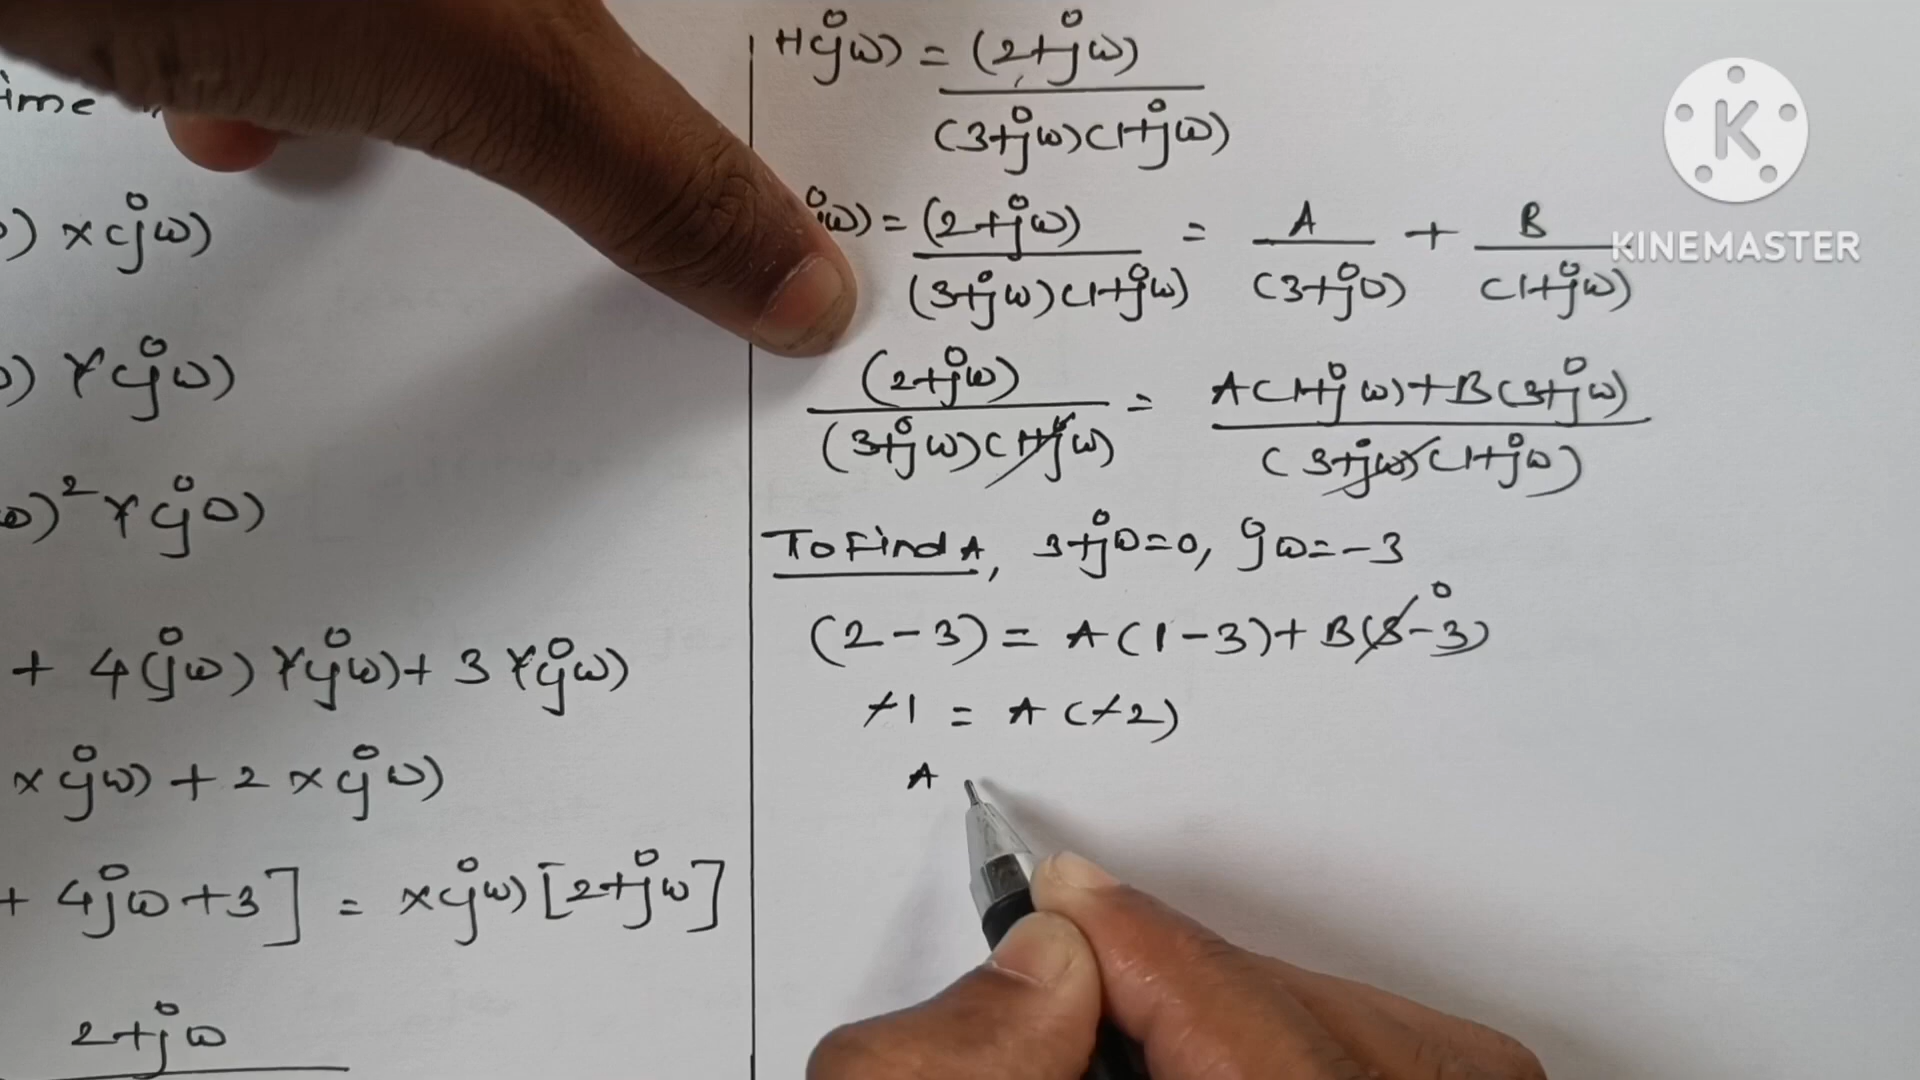 ime
) x(jω)
) Y(jω)
)² Y(jω)
+ 4(jω) Y(jω) + 3 Y(jω)
x(jω) + 2 x(jω)
+ 4jω + 3] = x(jω) [2+jω]
2+jω
H(jω) = (2+jω) / (3+jω)(1+jω)
jω) = (2+jω) / (3+jω)(1+jω) = A / (3+jω) + B / (1+jω)
(2+jω) / (3+jω)(1+jω) = A(1+jω)+B(3+jω) / (3+jω)(1+jω)
To Find A, 3+jω=0, jω=-3
(2-3) = A(1-3)+B(3-3) 0
-1 = A(-2)
A
K
KINEMASTER